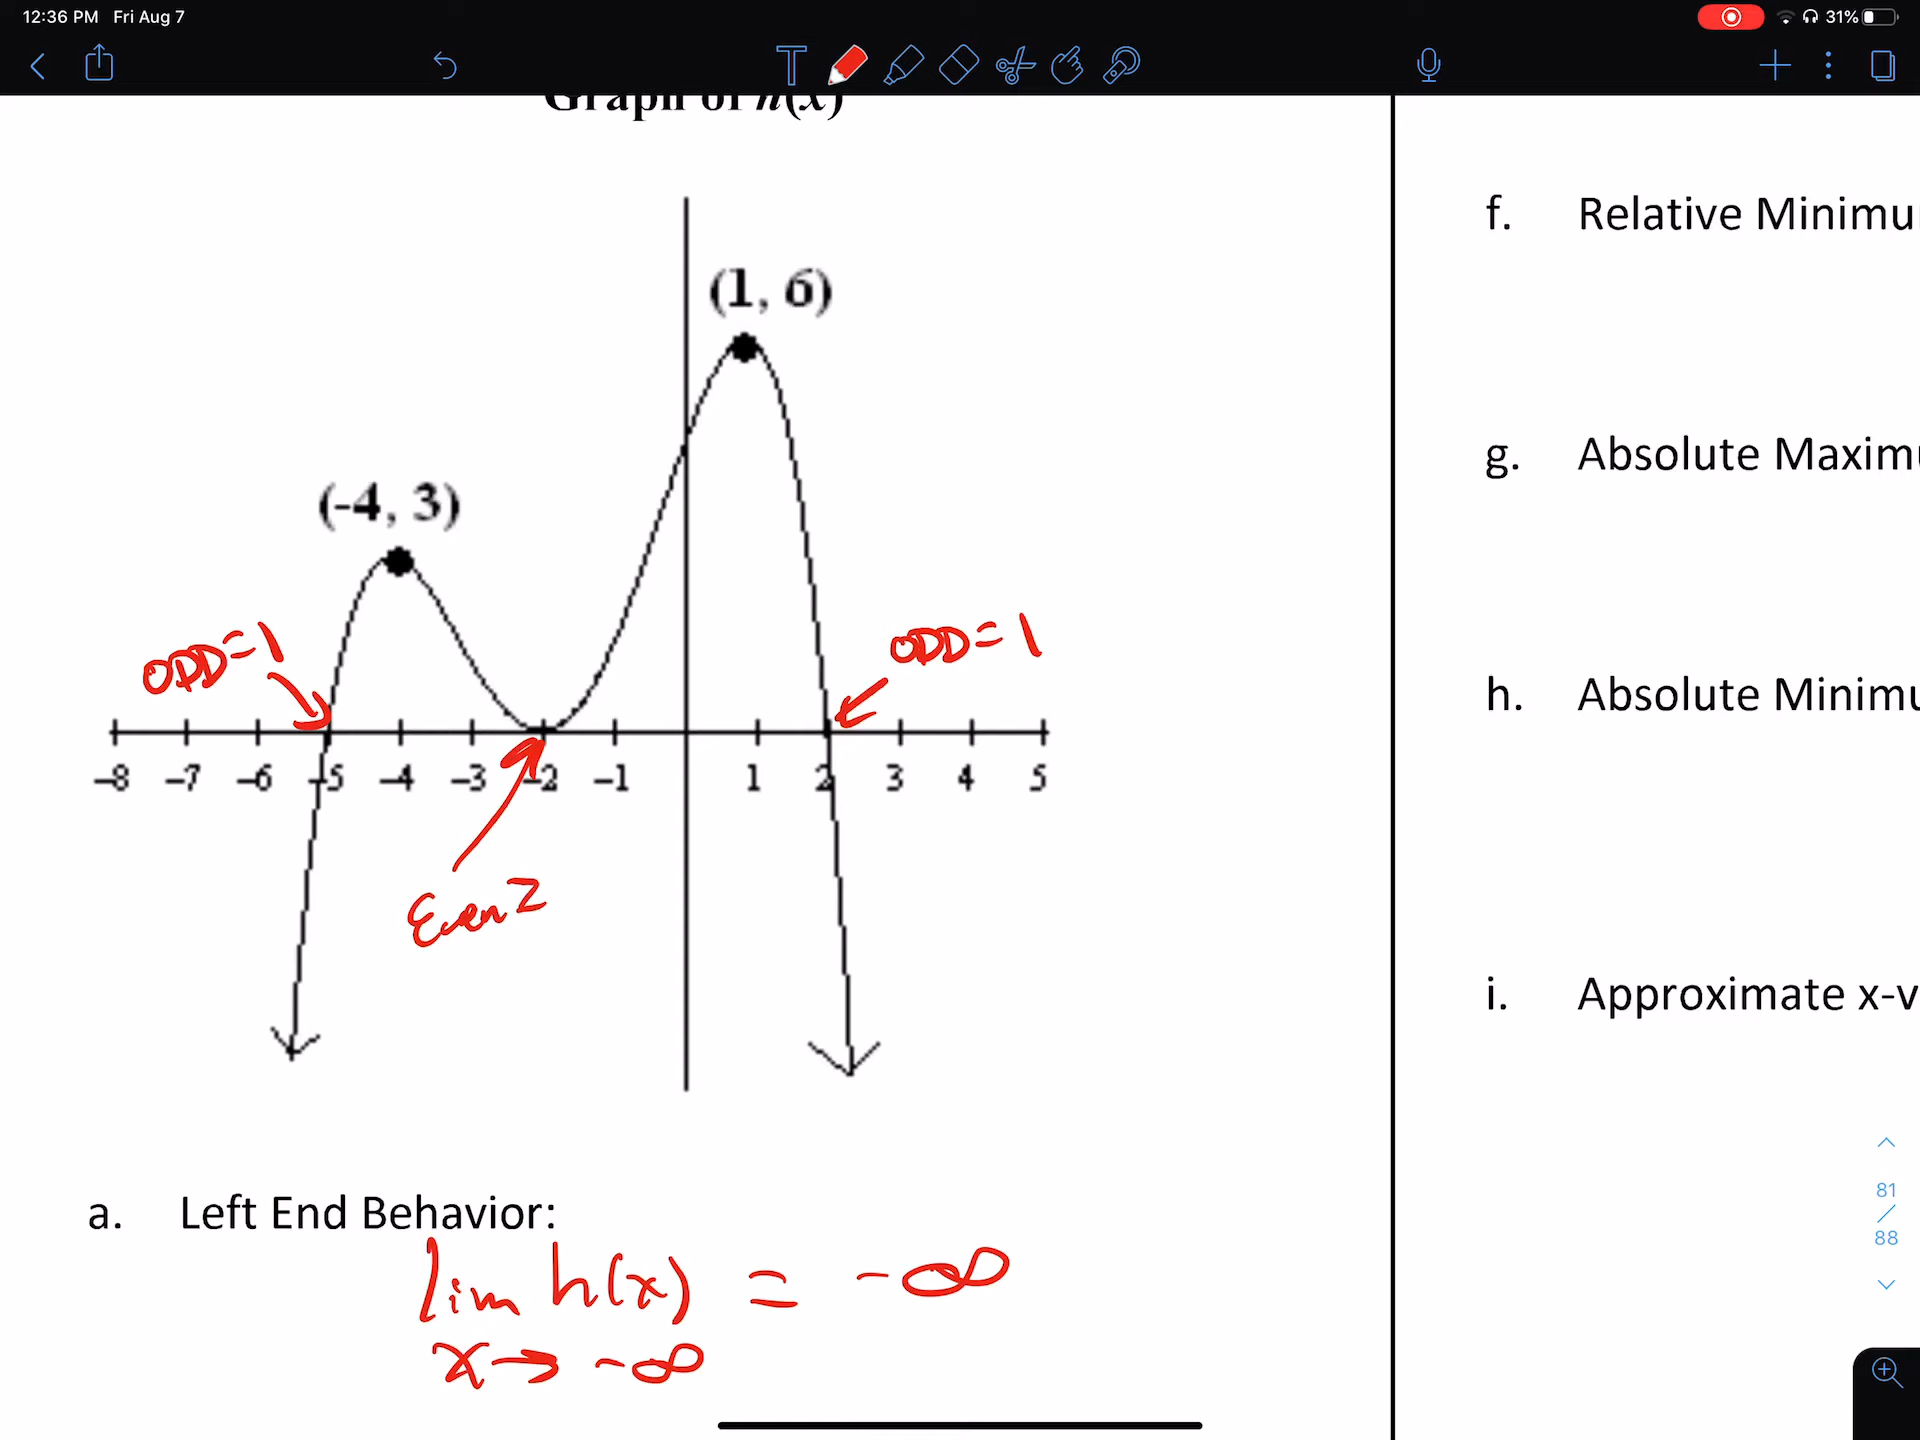 12:36 PM Fri Aug 7
31%
Graph of h(x)
(1, 6)
(-4, 3)
ODD=1
ODD=1
-8 -7 -6 -5 -4 -3 -2 -1 1 2 3 4 5
Even 2
a. Left End Behavior:
lim h(x) = -∞
x→ -∞
f. Relative Minimu
g. Absolute Maxim
h. Absolute Minimu
i. Approximate x-v
81
/
88